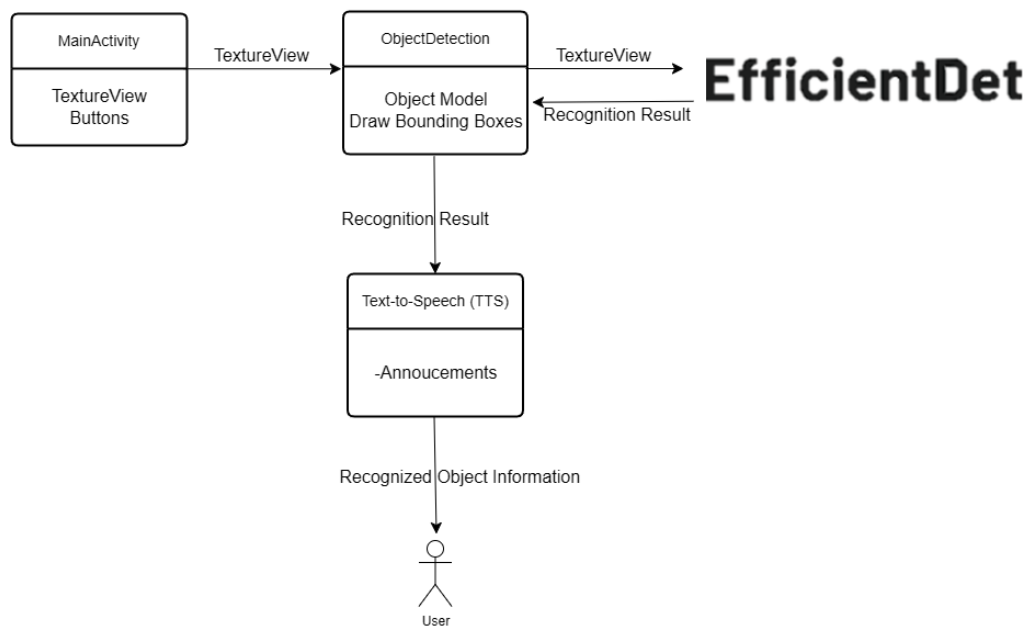 MainActivity
TextureView
Buttons
TextureView
ObjectDetection
Object Model
Draw Bounding Boxes
TextureView
Recognition Result
EfficientDet
Recognition Result
Text-to-Speech (TTS)
-Annoucements
Recognized Object Information
User